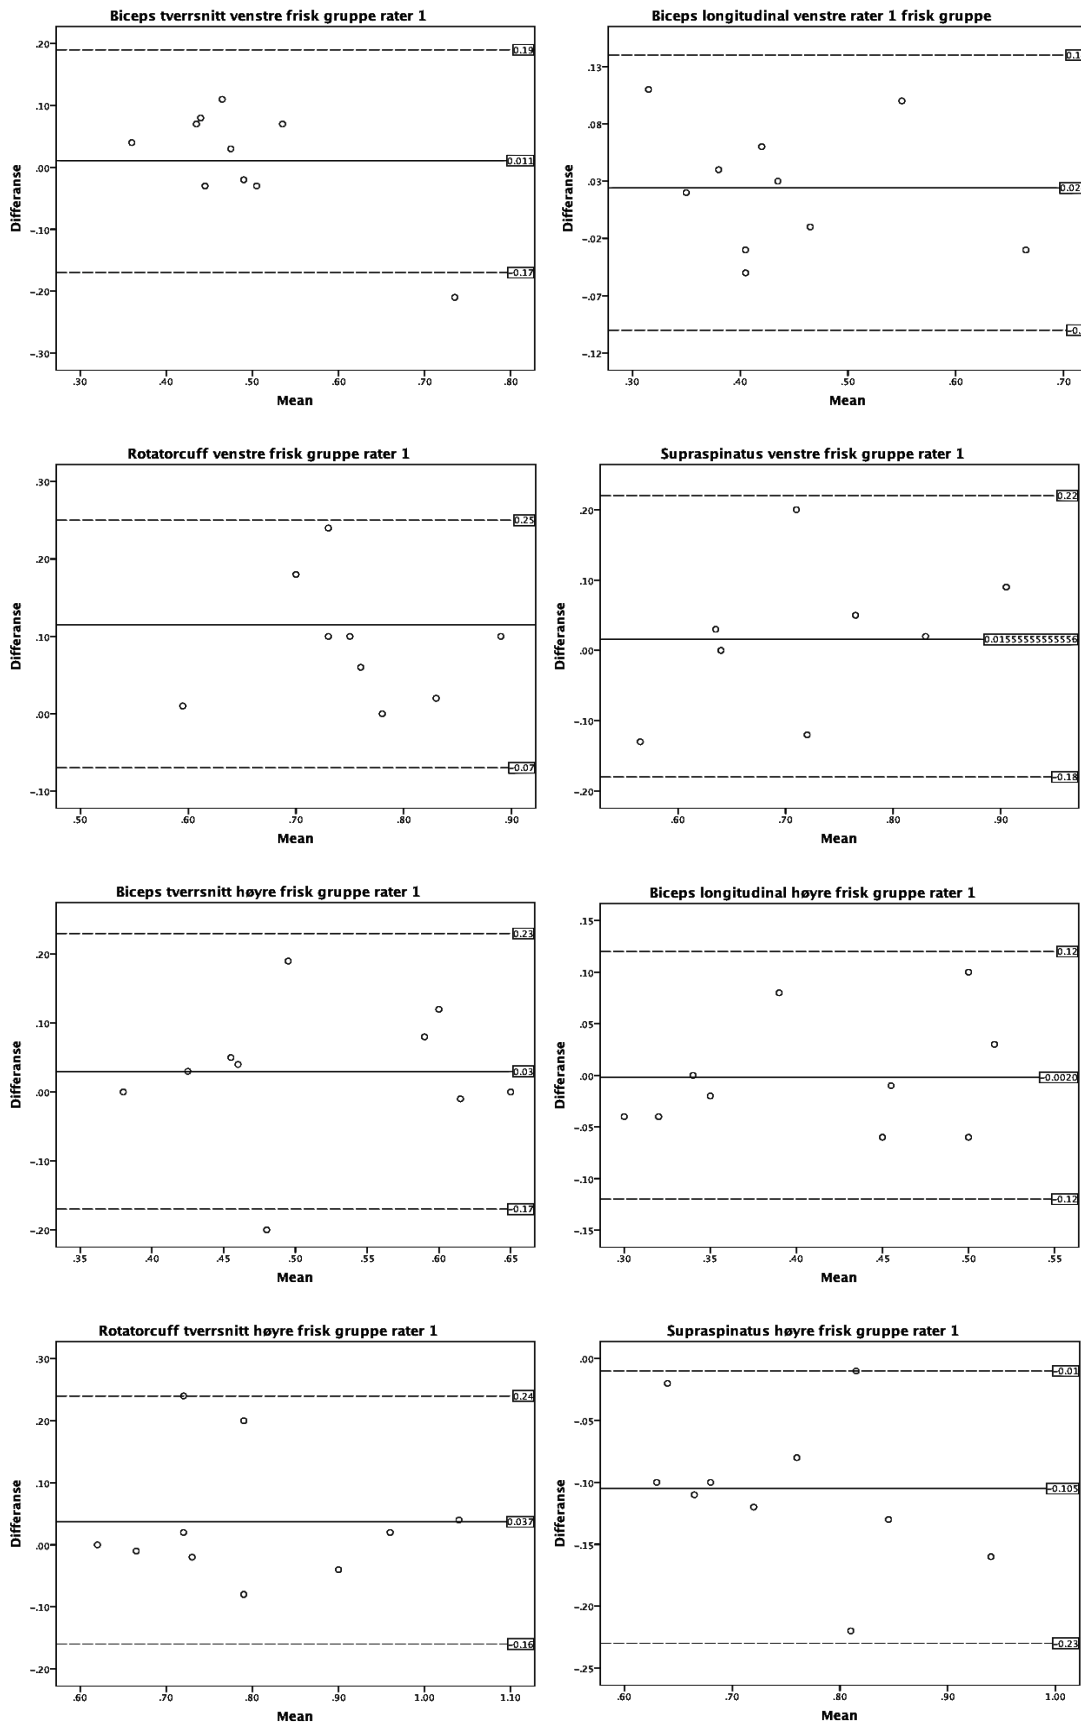 Biceps tverrsnitt venstre frisk gruppe rater 1
Differanse
.20
.10
.00
-.10
-.20
-.30
0.19
0.011
-0.17
.30 .40 .50 .60 .70 .80
Mean
Biceps longitudinal venstre rater 1 frisk gruppe
Differanse
.13
.08
.03
-.02
-.07
-.12
0.1
0.02
-0.
.30 .40 .50 .60 .70
Mean
Rotatorcuff venstre frisk gruppe rater 1
Differanse
.30
.20
.10
.00
-.10
0.25
-0.07
.50 .60 .70 .80 .90
Mean
Supraspinatus venstre frisk gruppe rater 1
Differanse
.20
.10
.00
-.10
-.20
0.22
0.01555555555556
-0.18
.60 .70 .80 .90
Mean
Biceps tverrsnitt høyre frisk gruppe rater 1
Differanse
.20
.10
.00
-.10
-.20
0.23
0.03
-0.17
.35 .40 .45 .50 .55 .60 .65
Mean
Biceps longitudinal høyre frisk gruppe rater 1
Differanse
.15
.10
.05
.00
-.05
-.10
-.15
0.12
-0.0020
-0.12
.30 .35 .40 .45 .50 .55
Mean
Rotatorcuff tverrsnitt høyre frisk gruppe rater 1
Differanse
.30
.20
.10
.00
-.10
-.20
0.24
0.037
-0.16
.60 .70 .80 .90 1.00 1.10
Mean
Supraspinatus høyre frisk gruppe rater 1
Differanse
.00
-.05
-.10
-.15
-.20
-.25
-0.01
-0.105
-0.23
.60 .70 .80 .90 1.00
Mean